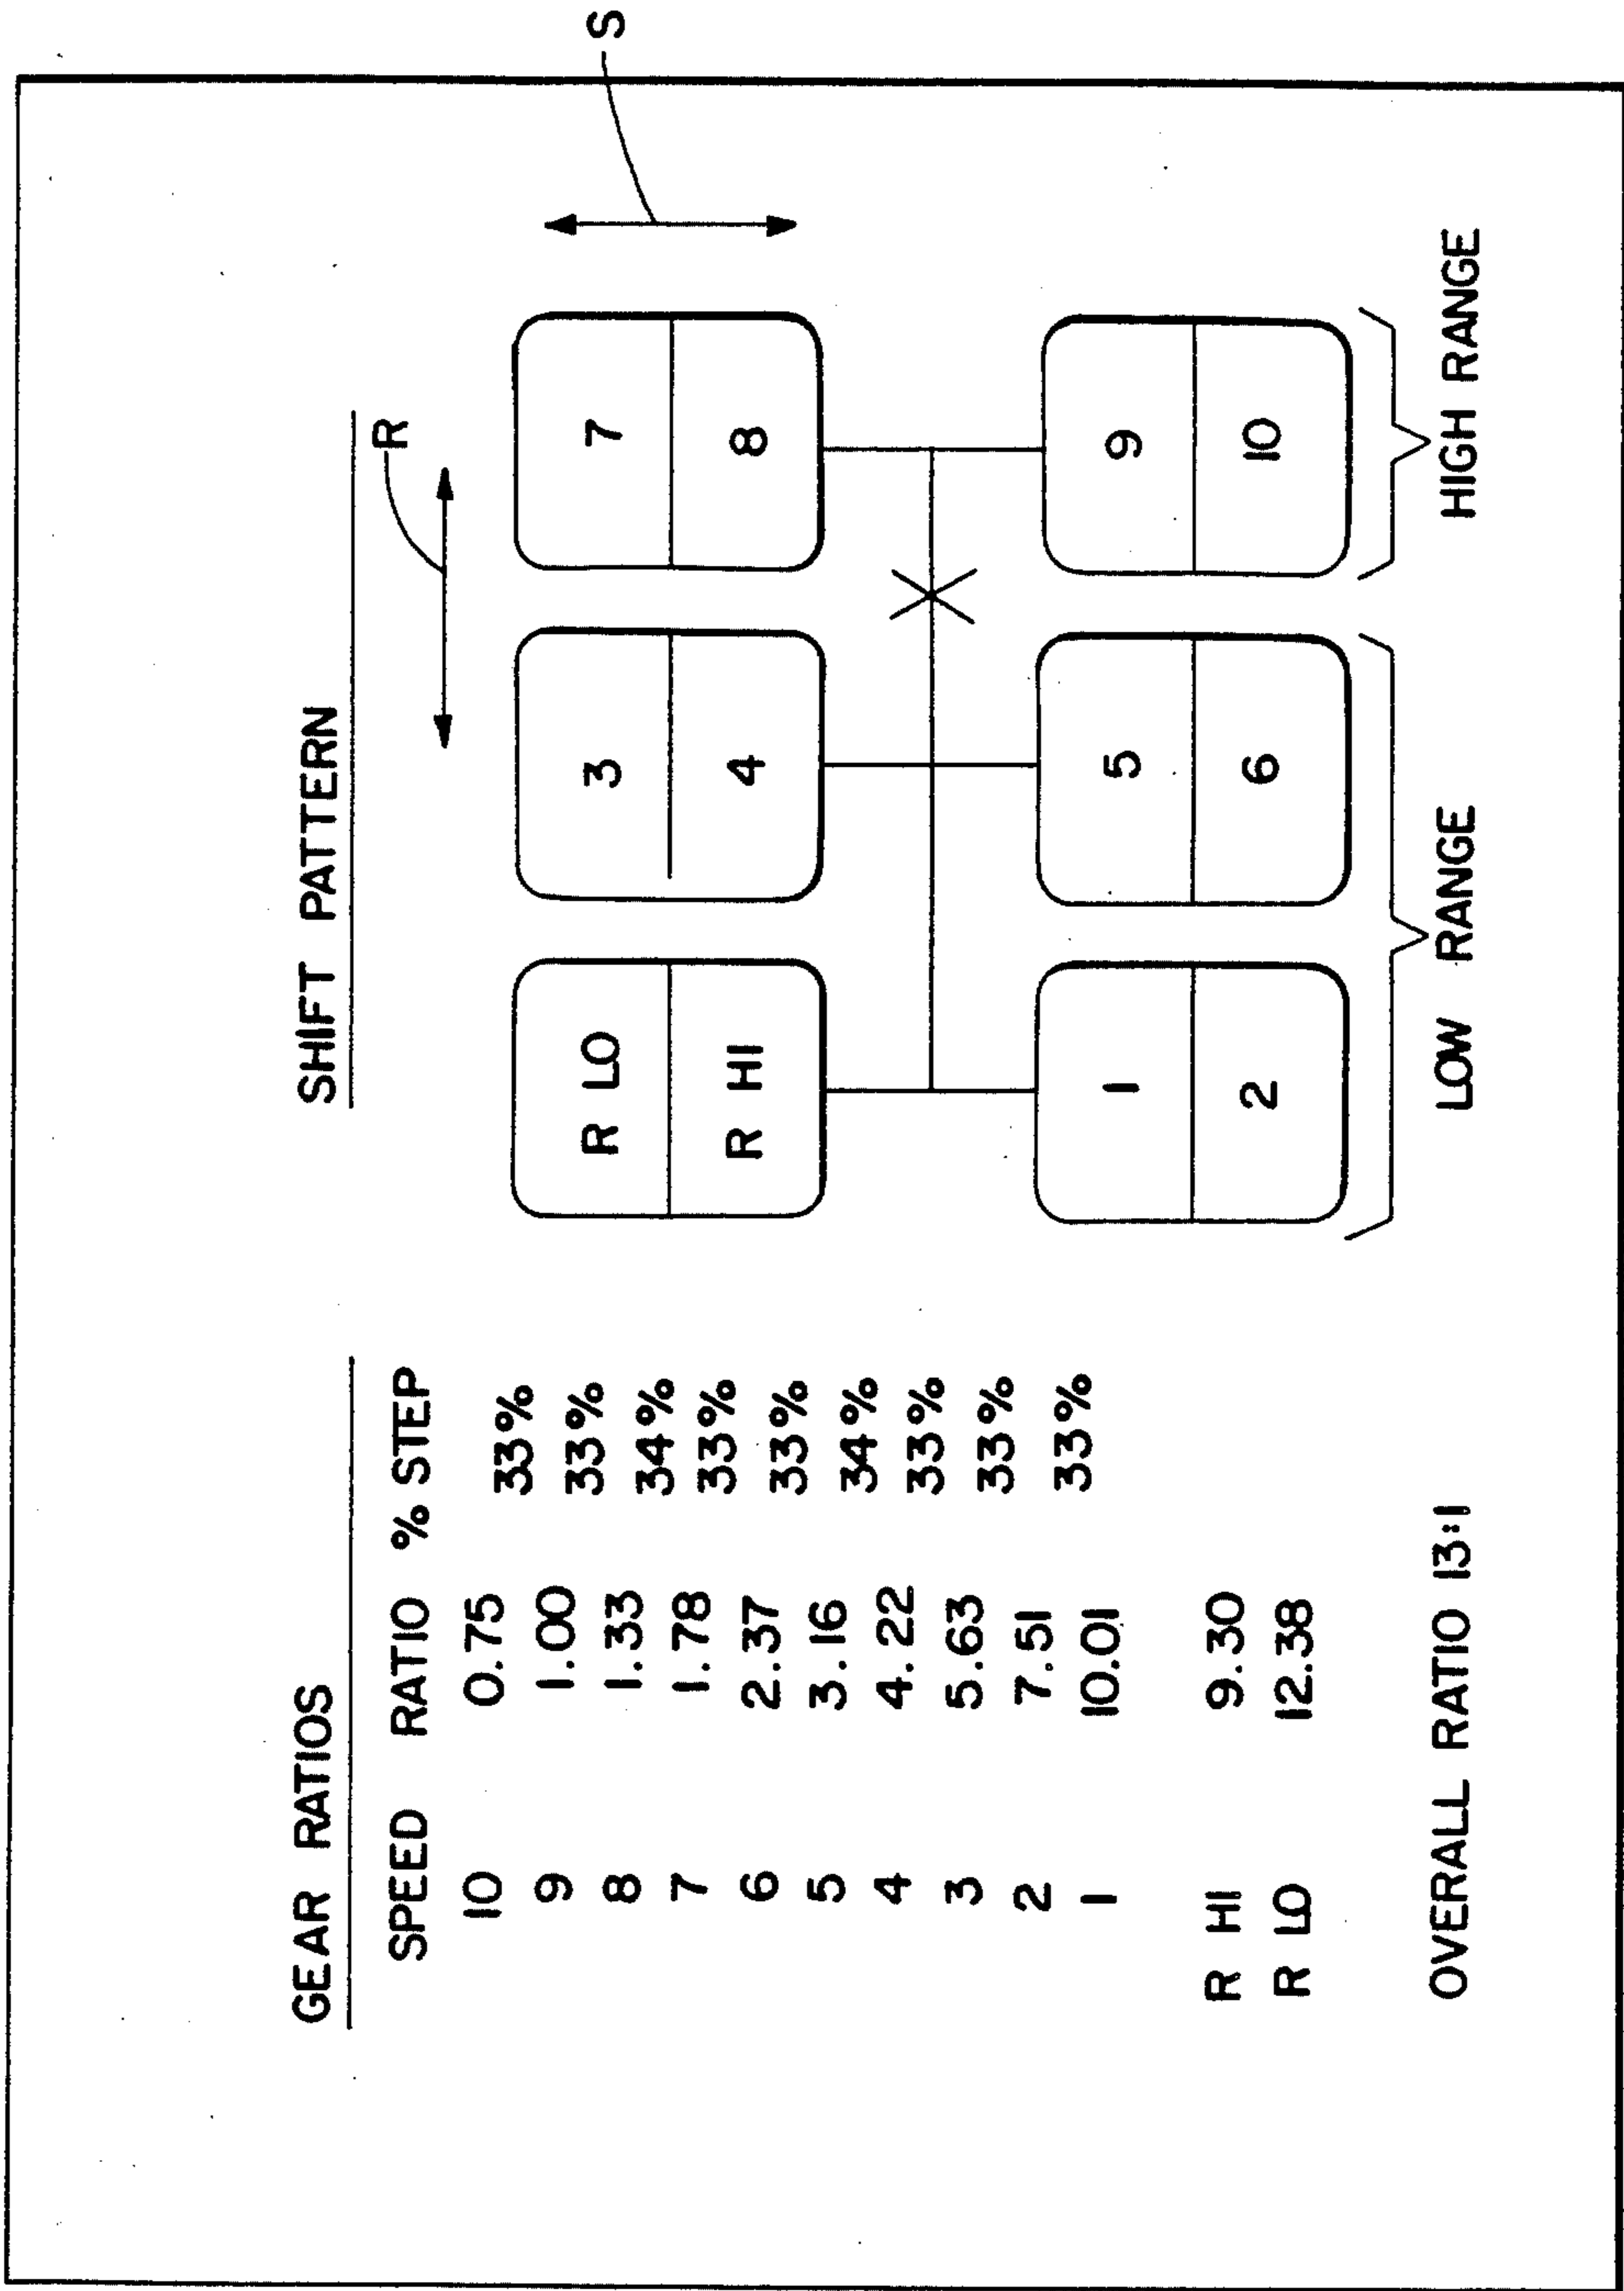 GEAR RATIOS
SPEED RATIO % STEP
10 0.75
33%
9 1.00
33%
8 1.33
34%
7 1.78
33%
6 2.37
33%
5 3.16
34%
4 4.22
33%
3 5.63
33%
2 7.51
33%
1 10.01
R HI 9.30
R LO 12.38
OVERALL RATIO 13:1
SHIFT PATTERN
R
S
R LO
R HI
3
4
7
8
1
2
5
6
9
10
LOW RANGE
HIGH RANGE